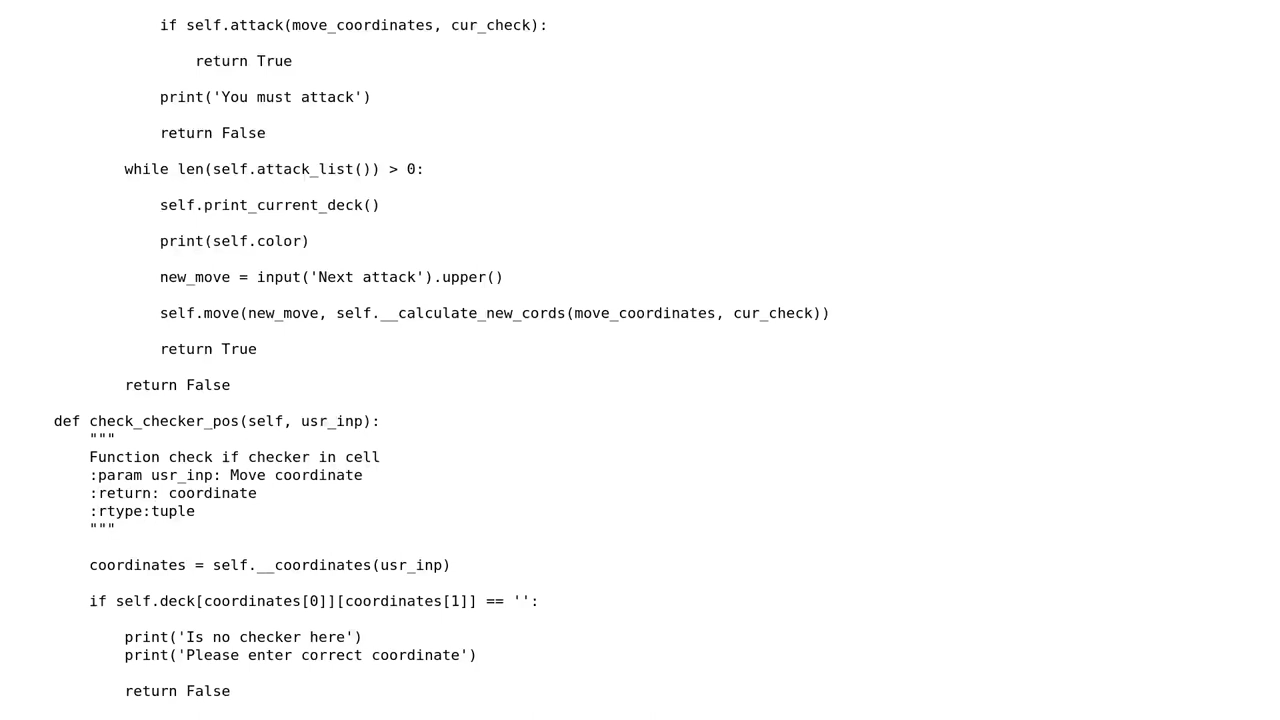 if self.attack(move_coordinates, cur_check):
return True
print('You must attack')
return False
while len(self.attack_list()) > 0:
self.print_current_deck()
print(self.color)
new_move = input('Next attack').upper()
self.move(new_move, self.__calculate_new_cords(move_coordinates, cur_check))
return True
return False
def check_checker_pos(self, usr_inp):
"""
Function check if checker in cell
:param usr_inp: Move coordinate
:return: coordinate
:rtype:tuple
"""
coordinates = self.__coordinates(usr_inp)
if self.deck[coordinates[0]][coordinates[1]] == '':
print('Is no checker here')
print('Please enter correct coordinate')
return False